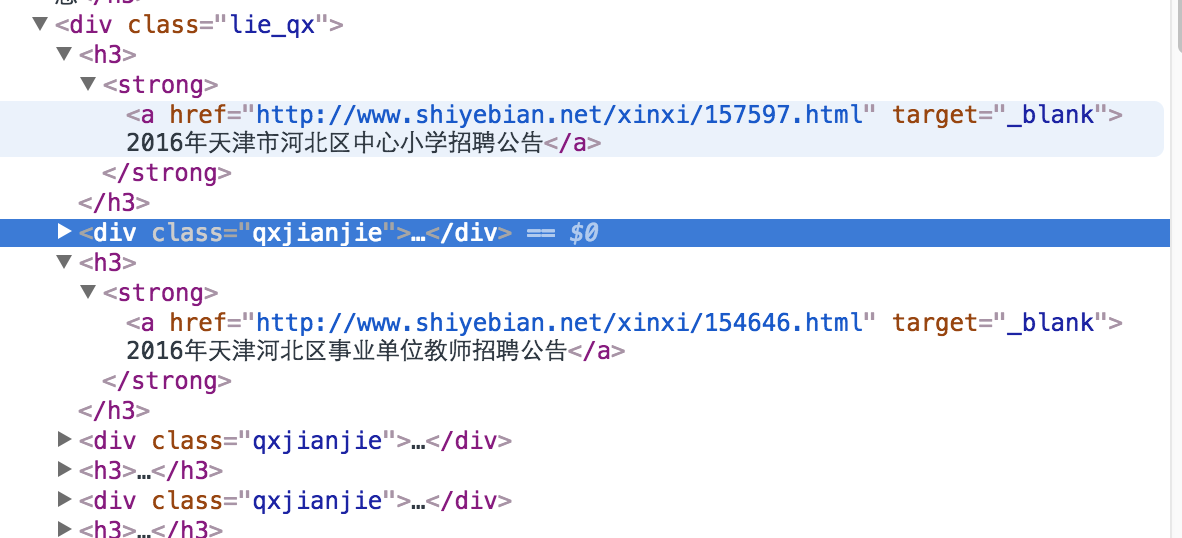 息</h3>
▼<div class="lie_qx">
▼<h3>
▼<strong>
<a href="http://www.shiyebian.net/xinxi/157597.html" target="_blank">
2016年天津市河北区中心小学招聘公告</a>
</strong>
</h3>
▶<div class="qxjianjie">…</div> == $0
▼<h3>
▼<strong>
<a href="http://www.shiyebian.net/xinxi/154646.html" target="_blank">
2016年天津河北区事业单位教师招聘公告</a>
</strong>
</h3>
▶<div class="qxjianjie">…</div>
▶<h3>…</h3>
▶<div class="qxjianjie">…</div>
▶<h3>…</h3>